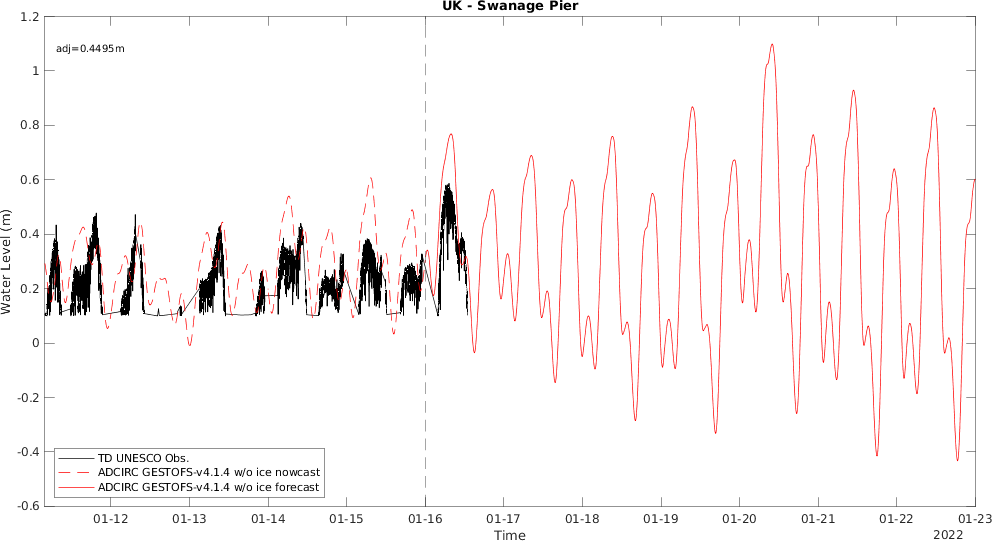 UK - Swanage Pier
adj=0.4495m
1.2
1
0.8
0.6
0.4
0.2
0
-0.2
-0.4
-0.6
Water Level (m)
TD UNESCO Obs.
ADCIRC GESTOFS-v4.1.4 w/o ice nowcast
ADCIRC GESTOFS-v4.1.4 w/o ice forecast
01-12 01-13 01-14 01-15 01-16 01-17 01-18 01-19 01-20 01-21 01-22 01-23
Time
2022